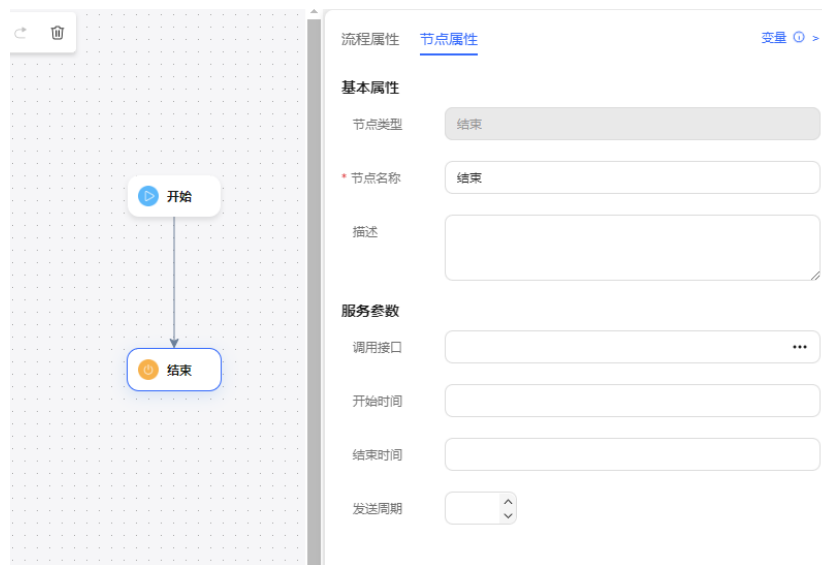 流程属性 节点属性 变量 >
基本属性
节点类型 结束
* 节点名称 结束
描述
开始
服务参数
调用接口 •••
结束
开始时间
结束时间
发送周期